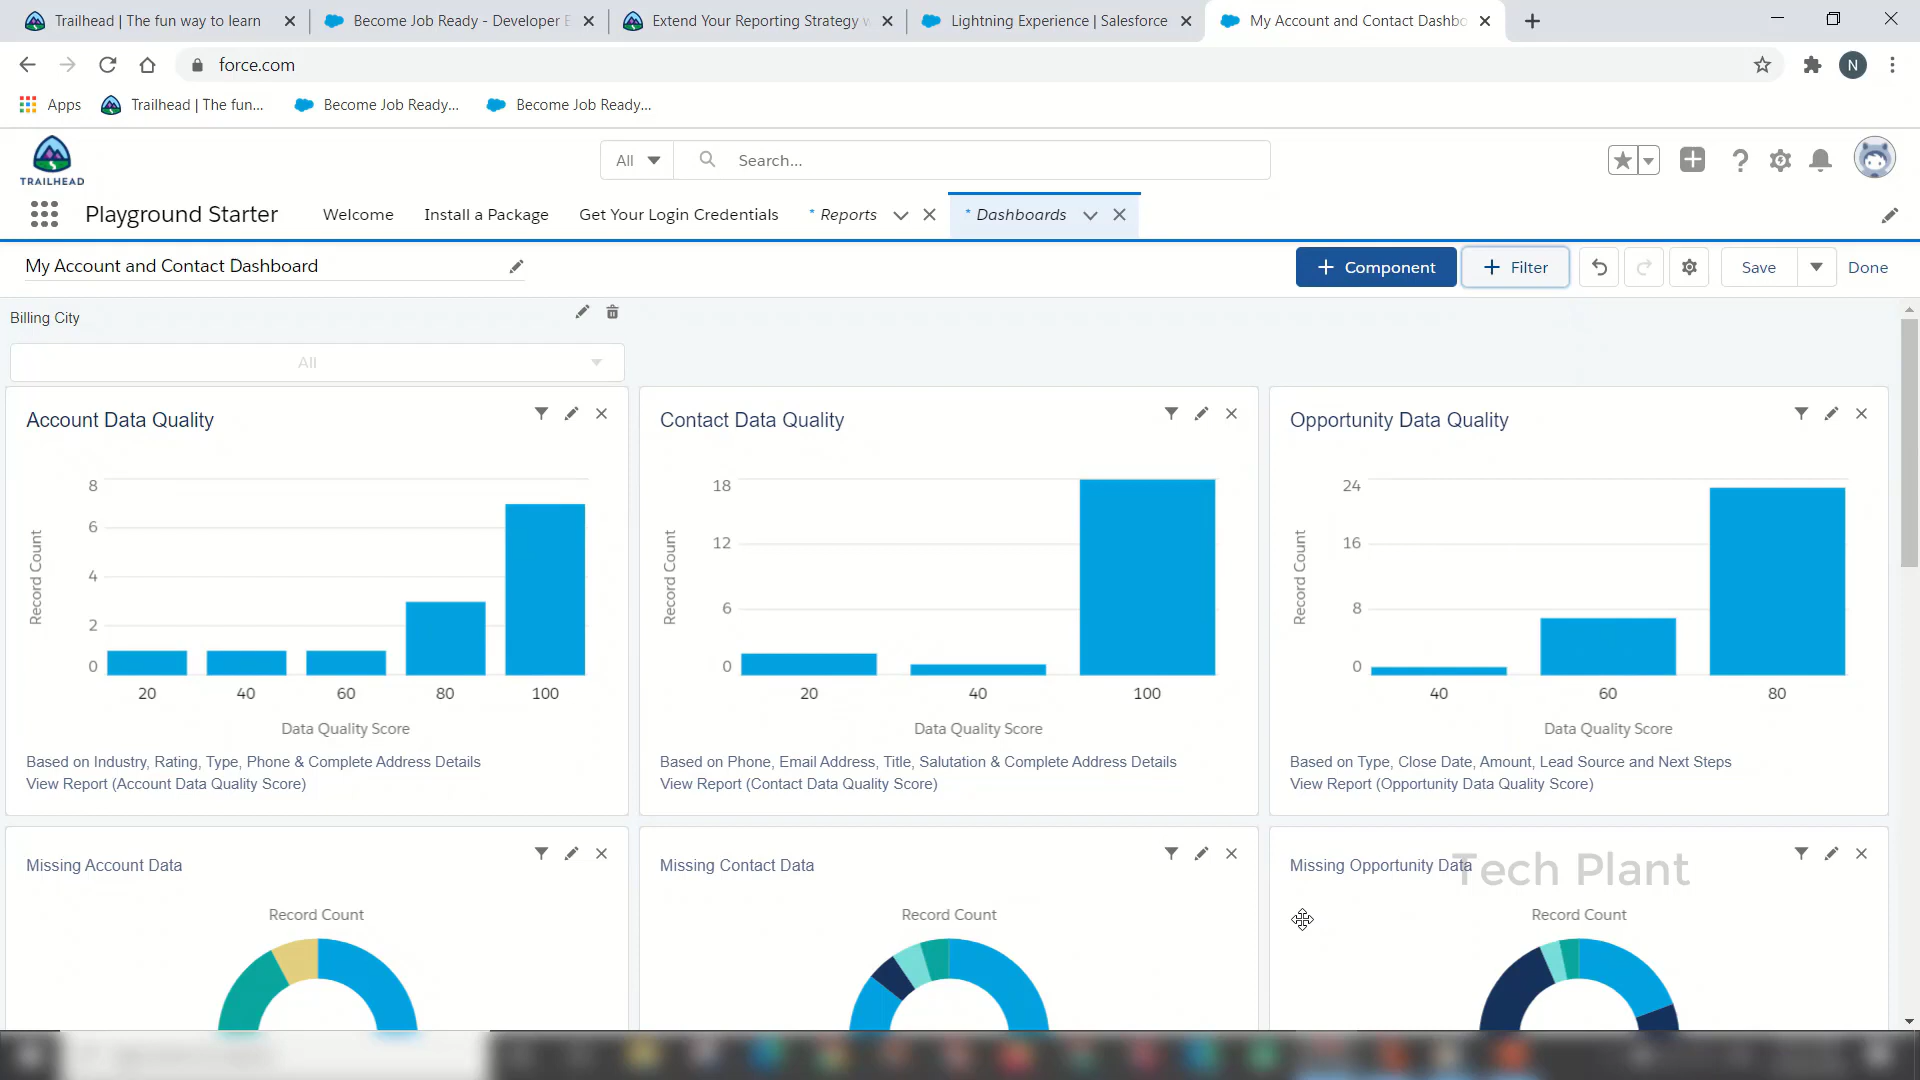 Trailhead | The fun way to learn
Become Job Ready - Developer E
Extend Your Reporting Strategy w
Lightning Experience | Salesforce
My Account and Contact Dashbo
force.com
N
Apps
Trailhead | The fun...
Become Job Ready...
Become Job Ready...
TRAILHEAD
All
Search...
Playground Starter
Welcome
Install a Package
Get Your Login Credentials
* Reports
* Dashboards
My Account and Contact Dashboard
+ Component
+ Filter
Save
Done
Billing City
All
Account Data Quality
8
6
4
2
0
Record Count
20 40 60 80 100
Data Quality Score
Based on Industry, Rating, Type, Phone & Complete Address Details
View Report (Account Data Quality Score)
Contact Data Quality
18
12
6
0
Record Count
20 40 100
Data Quality Score
Based on Phone, Email Address, Title, Salutation & Complete Address Details
View Report (Contact Data Quality Score)
Opportunity Data Quality
24
16
8
0
Record Count
40 60 80
Data Quality Score
Based on Type, Close Date, Amount, Lead Source and Next Steps
View Report (Opportunity Data Quality Score)
Missing Account Data
Record Count
Missing Contact Data
Record Count
Missing Opportunity Data
Tech Plant
Record Count